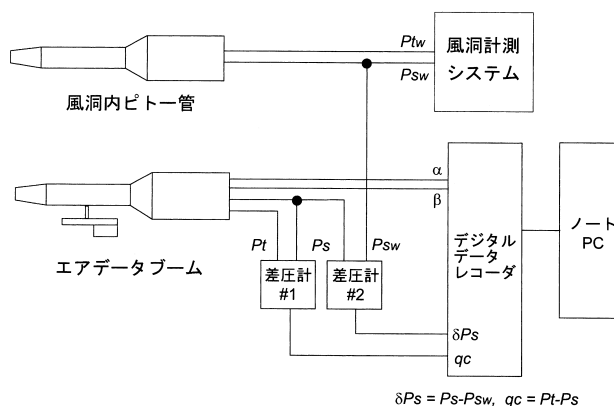 Ptw
Psw
風洞計測
システム
風洞内ピトー管
α
β
Pt
Ps
Psw
エアデータブーム
差圧計
#1
差圧計
#2
デジタル
データ
レコーダ
ノート
PC
δPs
qc
δPs = Ps-Psw, qc = Pt-Ps